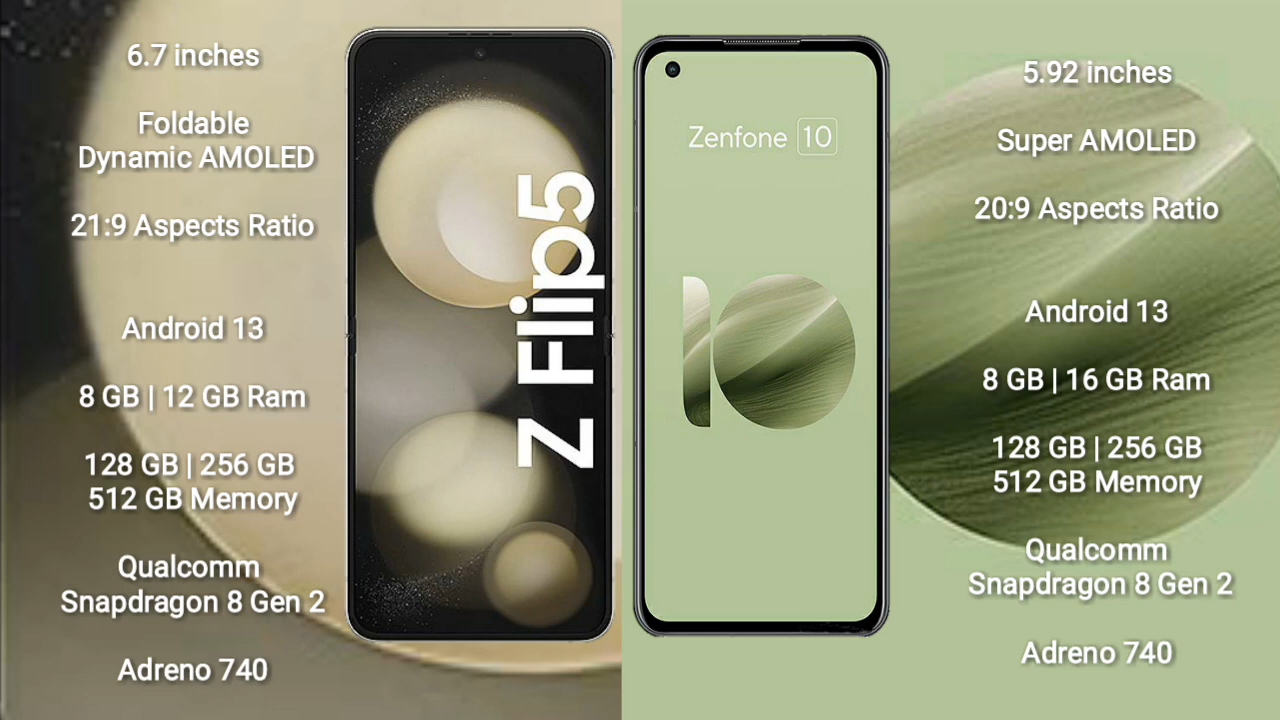 6.7 inches
Foldable
Dynamic AMOLED
21:9 Aspects Ratio
Android 13
8 GB | 12 GB Ram
128 GB | 256 GB
512 GB Memory
Qualcomm
Snapdragon 8 Gen 2
Adreno 740
Z Flip5
Zenfone 10
10
5.92 inches
Super AMOLED
20:9 Aspects Ratio
Android 13
8 GB | 16 GB Ram
128 GB | 256 GB
512 GB Memory
Qualcomm
Snapdragon 8 Gen 2
Adreno 740